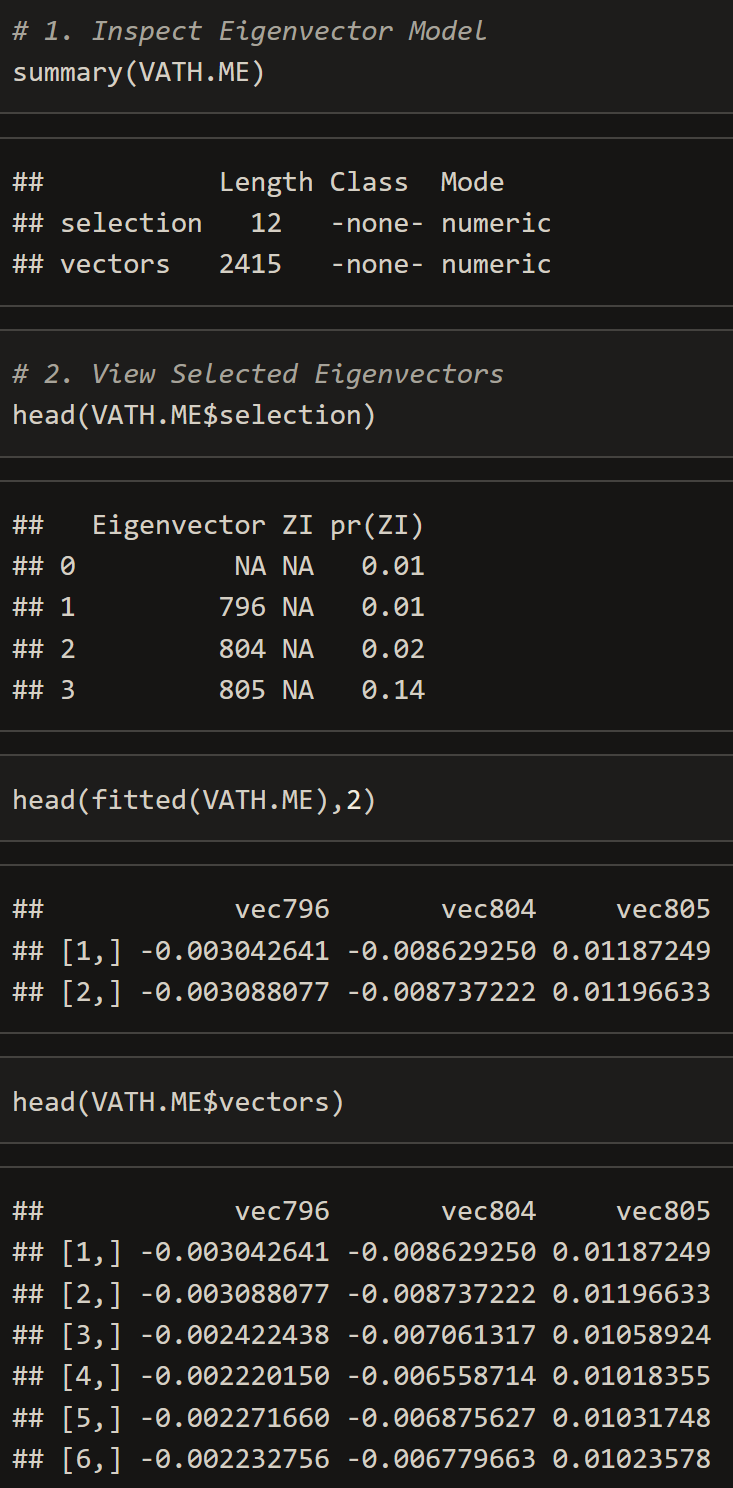 # 1. Inspect Eigenvector Model
summary(VATH.ME)
##           Length Class  Mode
## selection   12   -none- numeric
## vectors   2415   -none- numeric
# 2. View Selected Eigenvectors
head(VATH.ME$selection)
##   Eigenvector ZI pr(ZI)
## 0          NA NA   0.01
## 1         796 NA   0.01
## 2         804 NA   0.02
## 3         805 NA   0.14
head(fitted(VATH.ME),2)
##            vec796       vec804     vec805
## [1,] -0.003042641 -0.008629250 0.01187249
## [2,] -0.003088077 -0.008737222 0.01196633
head(VATH.ME$vectors)
##            vec796       vec804     vec805
## [1,] -0.003042641 -0.008629250 0.01187249
## [2,] -0.003088077 -0.008737222 0.01196633
## [3,] -0.002422438 -0.007061317 0.01058924
## [4,] -0.002220150 -0.006558714 0.01018355
## [5,] -0.002271660 -0.006875627 0.01031748
## [6,] -0.002232756 -0.006779663 0.01023578